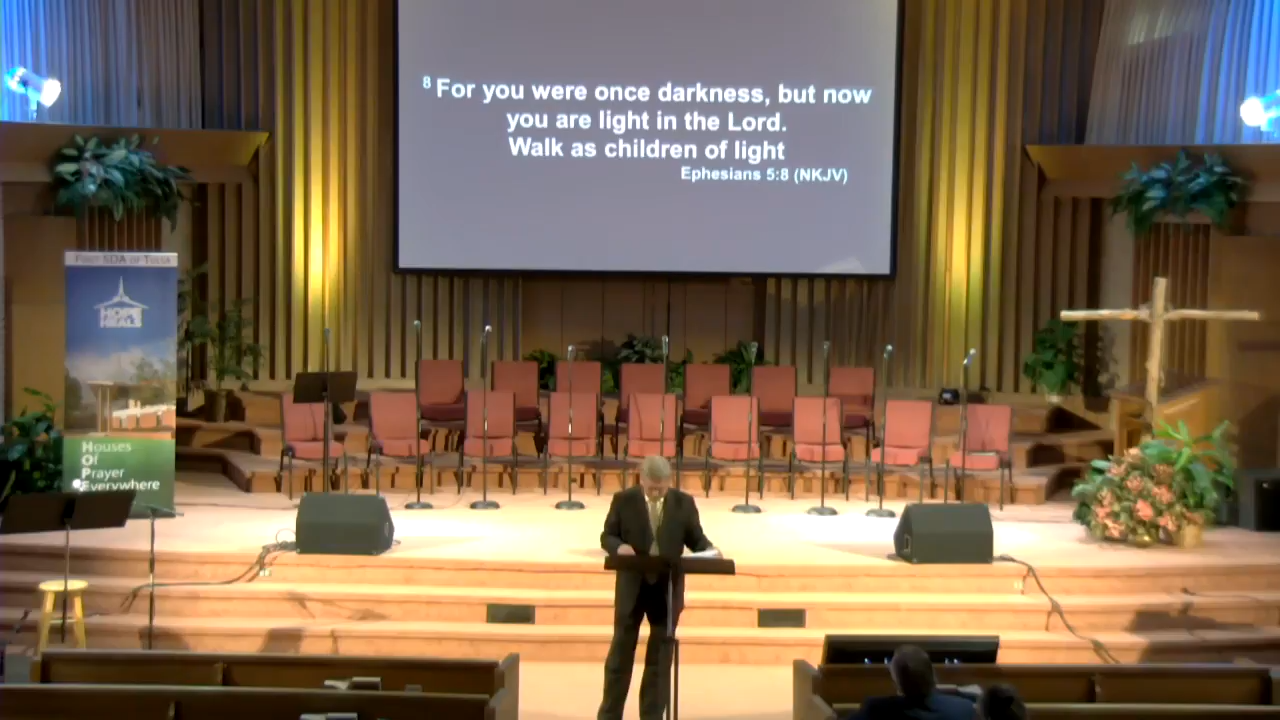 8 For you were once darkness, but now
you are light in the Lord.
Walk as children of light
Ephesians 5:8 (NKJV)
First SDA of Tulsa
HOPE
HEALS
Houses
Of
Prayer
Everywhere